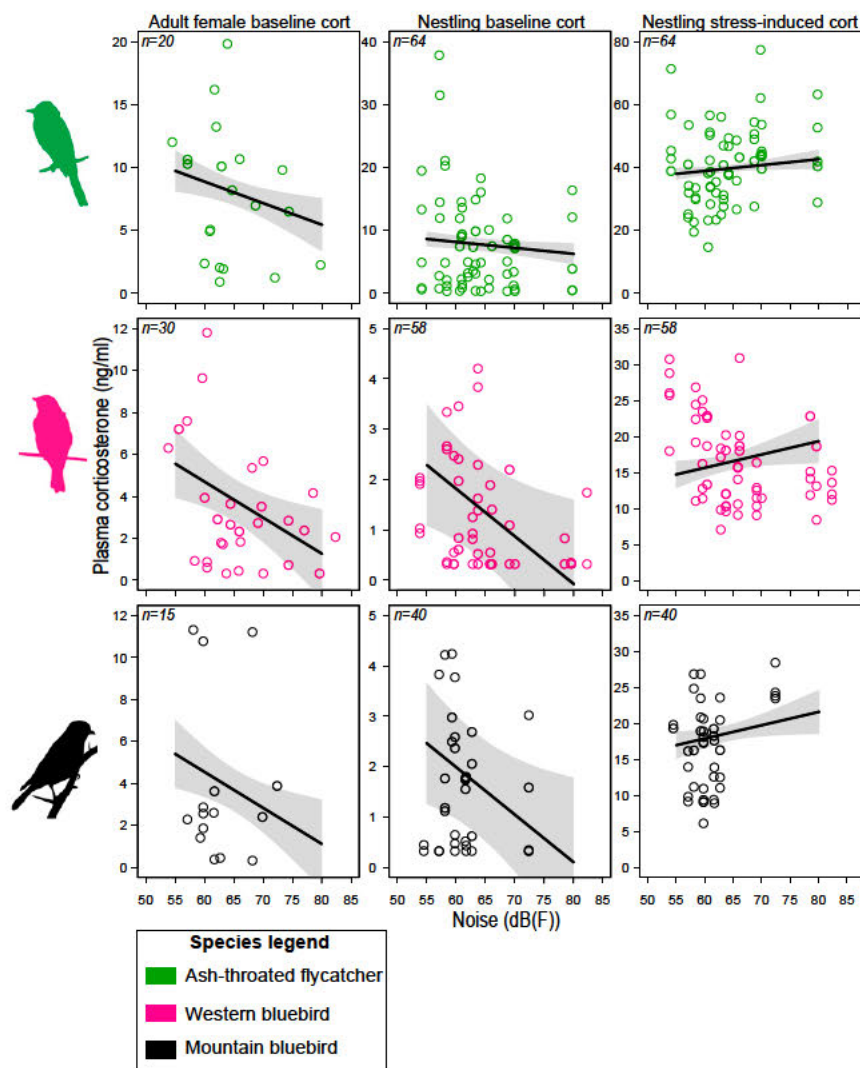 Adult female baseline cort Nestling baseline cort Nestling stress-induced cort
n=20 n=64 n=64
20 40 80
15 30 60
10 20 40
5 10 20
0 0 0
n=30 n=58 n=58
12 5 35
10 4 30
8 3 25
6 2 20
4 1 15
2 0 10
0 5
0
Plasma corticosterone (ng/ml)
n=15 n=40 n=40
12 5 35
10 4 30
8 3 25
6 2 20
4 1 15
2 0 10
0 5
0
50 55 60 65 70 75 80 85 50 55 60 65 70 75 80 85 50 55 60 65 70 75 80 85
Noise (dB(F))
Species legend
Ash-throated flycatcher
Western bluebird
Mountain bluebird